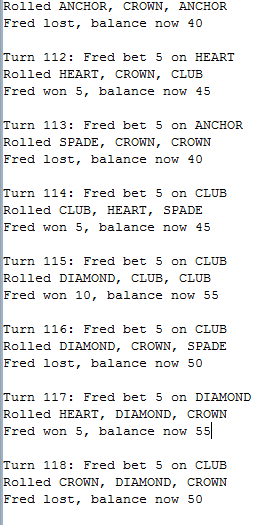 Rolled ANCHOR, CROWN, ANCHOR
Fred lost, balance now 40
Turn 112: Fred bet 5 on HEART
Rolled HEART, CROWN, CLUB
Fred won 5, balance now 45
Turn 113: Fred bet 5 on ANCHOR
Rolled SPADE, CROWN, CROWN
Fred lost, balance now 40
Turn 114: Fred bet 5 on CLUB
Rolled CLUB, HEART, SPADE
Fred won 5, balance now 45
Turn 115: Fred bet 5 on CLUB
Rolled DIAMOND, CLUB, CLUB
Fred won 10, balance now 55
Turn 116: Fred bet 5 on CLUB
Rolled DIAMOND, CROWN, SPADE
Fred lost, balance now 50
Turn 117: Fred bet 5 on DIAMOND
Rolled HEART, DIAMOND, CROWN
Fred won 5, balance now 55
Turn 118: Fred bet 5 on CLUB
Rolled CROWN, DIAMOND, CROWN
Fred lost, balance now 50